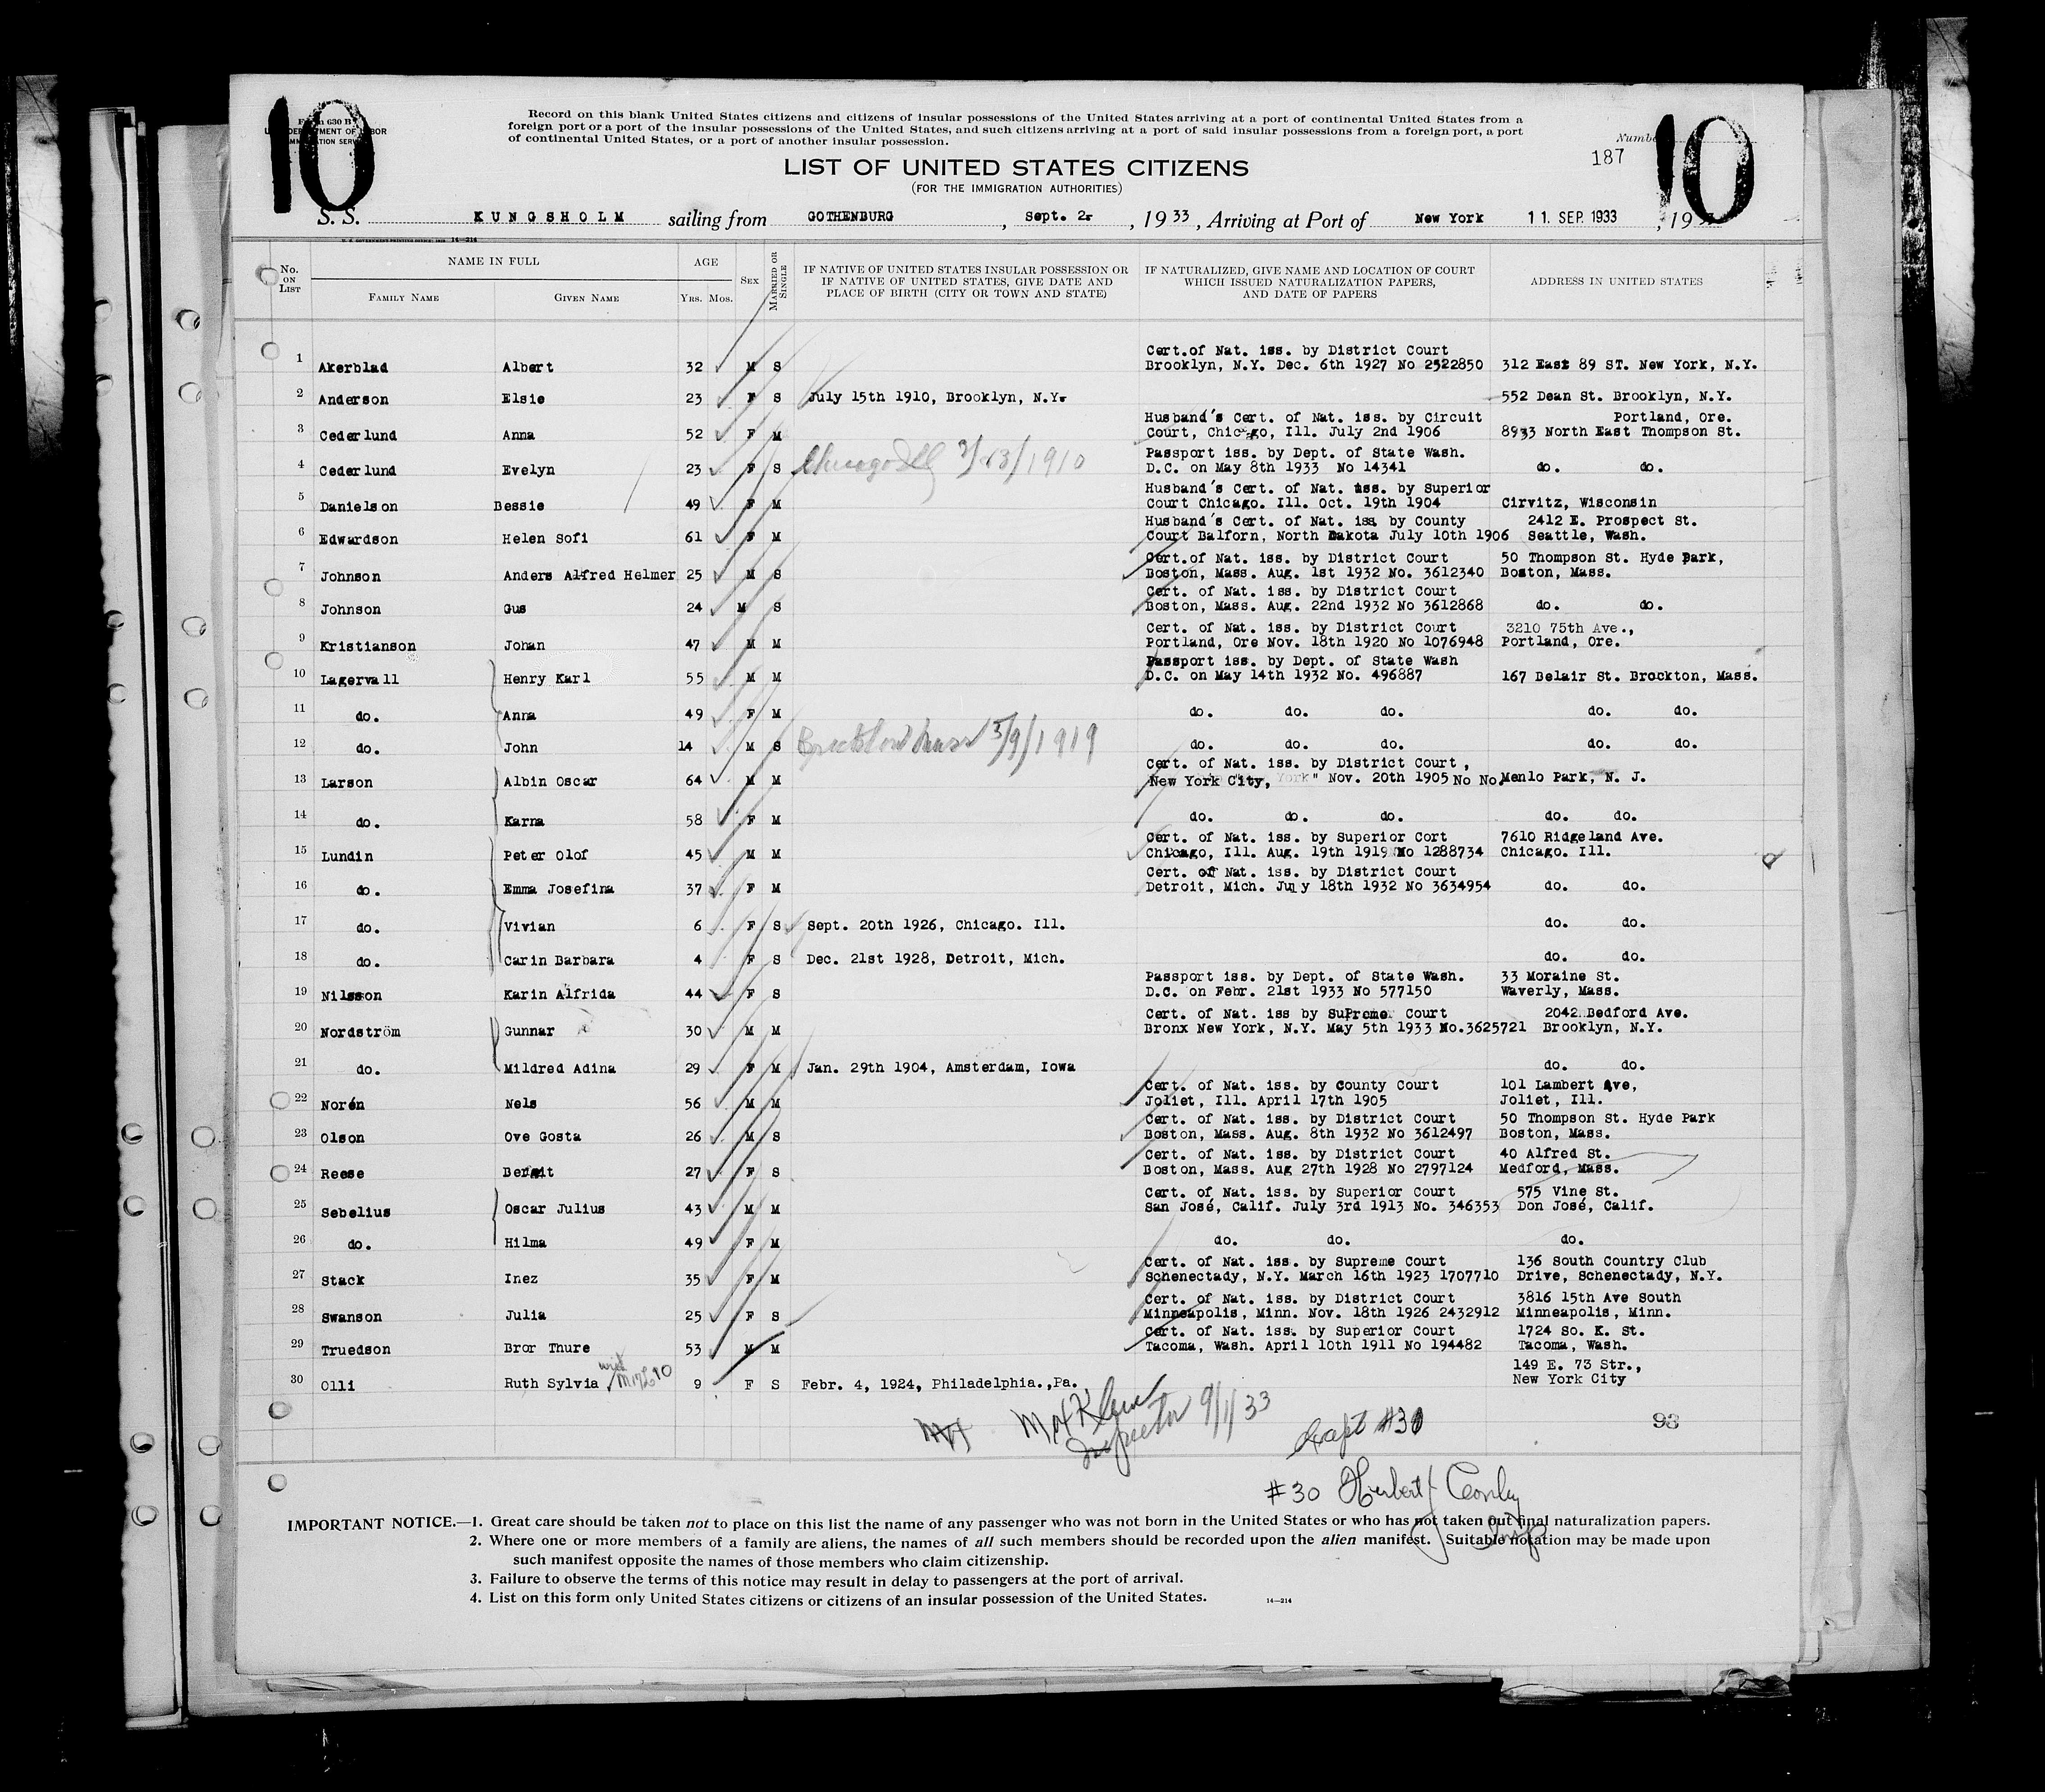 10
Form 630 B
U. S. DEPARTMENT OF LABOR
IMMIGRATION SERVICE
Record on this blank United States citizens and citizens of insular possessions of the United States arriving at a port of continental United States from a
foreign port or a port of the insular possessions of the United States, and such citizens arriving at a port of said insular possessions from a foreign port, a port
of continental United States, or a port of another insular possession.
Number
187
10
LIST OF UNITED STATES CITIZENS
(FOR THE IMMIGRATION AUTHORITIES)
S. S. KUNGSHOLM sailing from GOTHENBURG, Sept. 2, 1933, Arriving at Port of New York 11. SEP. 1933, 19
U. S. GOVERNMENT PRINTING OFFICE 14—214
No. ON LIST NAME IN FULL AGE SEX MARRIED OR SINGLE IF NATIVE OF UNITED STATES INSULAR POSSESSION OR IF NATIVE OF UNITED STATES, GIVE DATE AND PLACE OF BIRTH (CITY OR TOWN AND STATE) IF NATURALIZED, GIVE NAME AND LOCATION OF COURT WHICH ISSUED NATURALIZATION PAPERS, AND DATE OF PAPERS ADDRESS IN UNITED STATES
FAMILY NAME GIVEN NAME YRS. MOS.
Cert.of Nat. iss. by District Court
1 Akerblad Albert 32 M S Brooklyn, N.Y. Dec. 6th 1927 No 2522850 312 East 89 ST. New York, N.Y.
2 Anderson Elsie 23 F S July 15th 1910, Brooklyn, N.Y. 552 Dean St. Brooklyn, N.Y.
Husband's Cert. of Nat. iss. by Circuit Portland, Ore.
3 Cederlund Anna 52 F M Court, Chicago, Ill. July 2nd 1906 8933 North East Thompson St.
Passport iss. by Dept. of State Wash.
4 Cederlund Evelyn 23 F S Chicago Ill /23/1910 D.C. on May 8th 1933 No 14341 do. do.
Husband's Cert. of Nat. iss. by Superior
5 Danielson Bessie 49 F M Court Chicago. Ill. Oct. 19th 1904 Cirvitz, Wisconsin
Husband's Cert. of Nat. iss. by County 2412 E. Prospect St.
6 Edwardson Helen Sofi 61 F M Court Balforn, North Dakota July 10th 1906 Seattle, Wash.
Cert.of Nat. iss. by District Court 50 Thompson St. Hyde Park,
7 Johnson Anders Alfred Helmer 25 M S Boston, Mass. Aug. 1st 1932 No. 3612340 Boston, Mass.
Cert. of Nat. iss. by District Court
8 Johnson Gus 24 M S Boston, Mass. Aug. 22nd 1932 No 3612868 do. do.
Cert. of Nat. iss. by District Court 3210 75th Ave.,
9 Kristianson Johan 47 M M Portland, Ore Nov. 18th 1920 No 1076948 Portland, Ore.
Passport iss. by Dept. of State Wash
10 Lagervall Henry Karl 55 M M D.C. on May 14th 1932 No. 496887 167 Belair St. Brockton, Mass.
11 do. Anna 49 F M do. do. do. do. do.
12 do. John 14 M S Brockton Mass 5/9/1919 do. do. do. do. do.
Cert. of Nat. iss. by District Court,
13 Larson Albin Oscar 64 M M New York City, York" Nov. 20th 1905 No No. Menlo Park, N. J.
14 do. Karna 58 F M do. do. do. do. do.
Cert. of Nat. iss. by Superior Cort 7610 Ridgeland Ave.
15 Lundin Peter Olof 45 M M Chicago, Ill. Aug. 19th 1919 No 1288734 Chicago. Ill.
Cert. of Nat. iss. by District Court
16 do. Emma Josefina 37 F M Detroit, Mich. July 18th 1932 No 3634954 do. do.
17 do. Vivian 6 F S Sept. 20th 1926, Chicago. Ill. do. do.
18 do. Carin Barbara 4 F S Dec. 21st 1928, Detroit, Mich. do. do.
Passport iss. by Dept. of State Wash. 33 Moraine St.
19 Nilsson Karin Alfrida 44 F S D.C. on Febr. 21st 1933 No 577150 Waverly, Mass.
Cert. of Nat. iss by Supreme Court 2042 Bedford Ave.
20 Nordström Gunnar 30 M M Bronx New York, N.Y. May 5th 1933 No.3625721 Brooklyn, N.Y.
21 do. Mildred Adina 29 F M Jan. 29th 1904, Amsterdam, Iowa do. do.
Cert. of Nat. iss. by County Court 101 Lambert Ave,
22 Norén Nels 56 M M Joliet, Ill. April 17th 1905 Joliet, Ill.
Cert. of Nat. iss. by District Court 50 Thompson St. Hyde Park
23 Olson Ove Gosta 26 M S Boston, Mass. Aug. 8th 1932 No 3612497 Boston, Mass.
Cert. of Nat. iss. by District Court 40 Alfred St.
24 Reese Bengit 27 F S Boston, Mass. Aug 27th 1928 No 2797124 Medford, Mass.
Cert. of Nat. iss. by Superior Court 575 Vine St.
25 Sebelius Oscar Julius 43 M M San José, Calif. July 3rd 1913 No. 346353 Don José, Calif.
26 do. Hilma 49 F M do. do. do.
Cert. of Nat. iss. by Supreme Court 136 South Country Club
27 Stack Inez 35 F M Schenectady, N.Y. March 16th 1923 1707710 Drive, Schenectady, N.Y.
Cert. of Nat. iss. by District Court 3816 15th Ave South
28 Swanson Julia 25 F S Minneapolis, Minn. Nov. 18th 1926 2432912 Minneapolis, Minn.
Cert. of Nat. iss. by Superior Court 1724 So. K. St.
29 Truedson Bror Thure 53 M M Tacoma, Wash. April 10th 1911 No 194482 Tacoma, Wash.
with 149 E. 73 Str.,
30 Olli Ruth Sylvia 9 F S Febr. 4, 1924, Philadelphia.,Pa. New York City
Inspector 9/11/33
#30
93
#30 Herbert
Insp
IMPORTANT NOTICE.—1. Great care should be taken not to place on this list the name of any passenger who was not born in the United States or who has not taken out final naturalization papers.
2. Where one or more members of a family are aliens, the names of all such members should be recorded upon the alien manifest. Suitable notation may be made upon
such manifest opposite the names of those members who claim citizenship.
3. Failure to observe the terms of this notice may result in delay to passengers at the port of arrival.
4. List on this form only United States citizens or citizens of an insular possession of the United States.
14—214